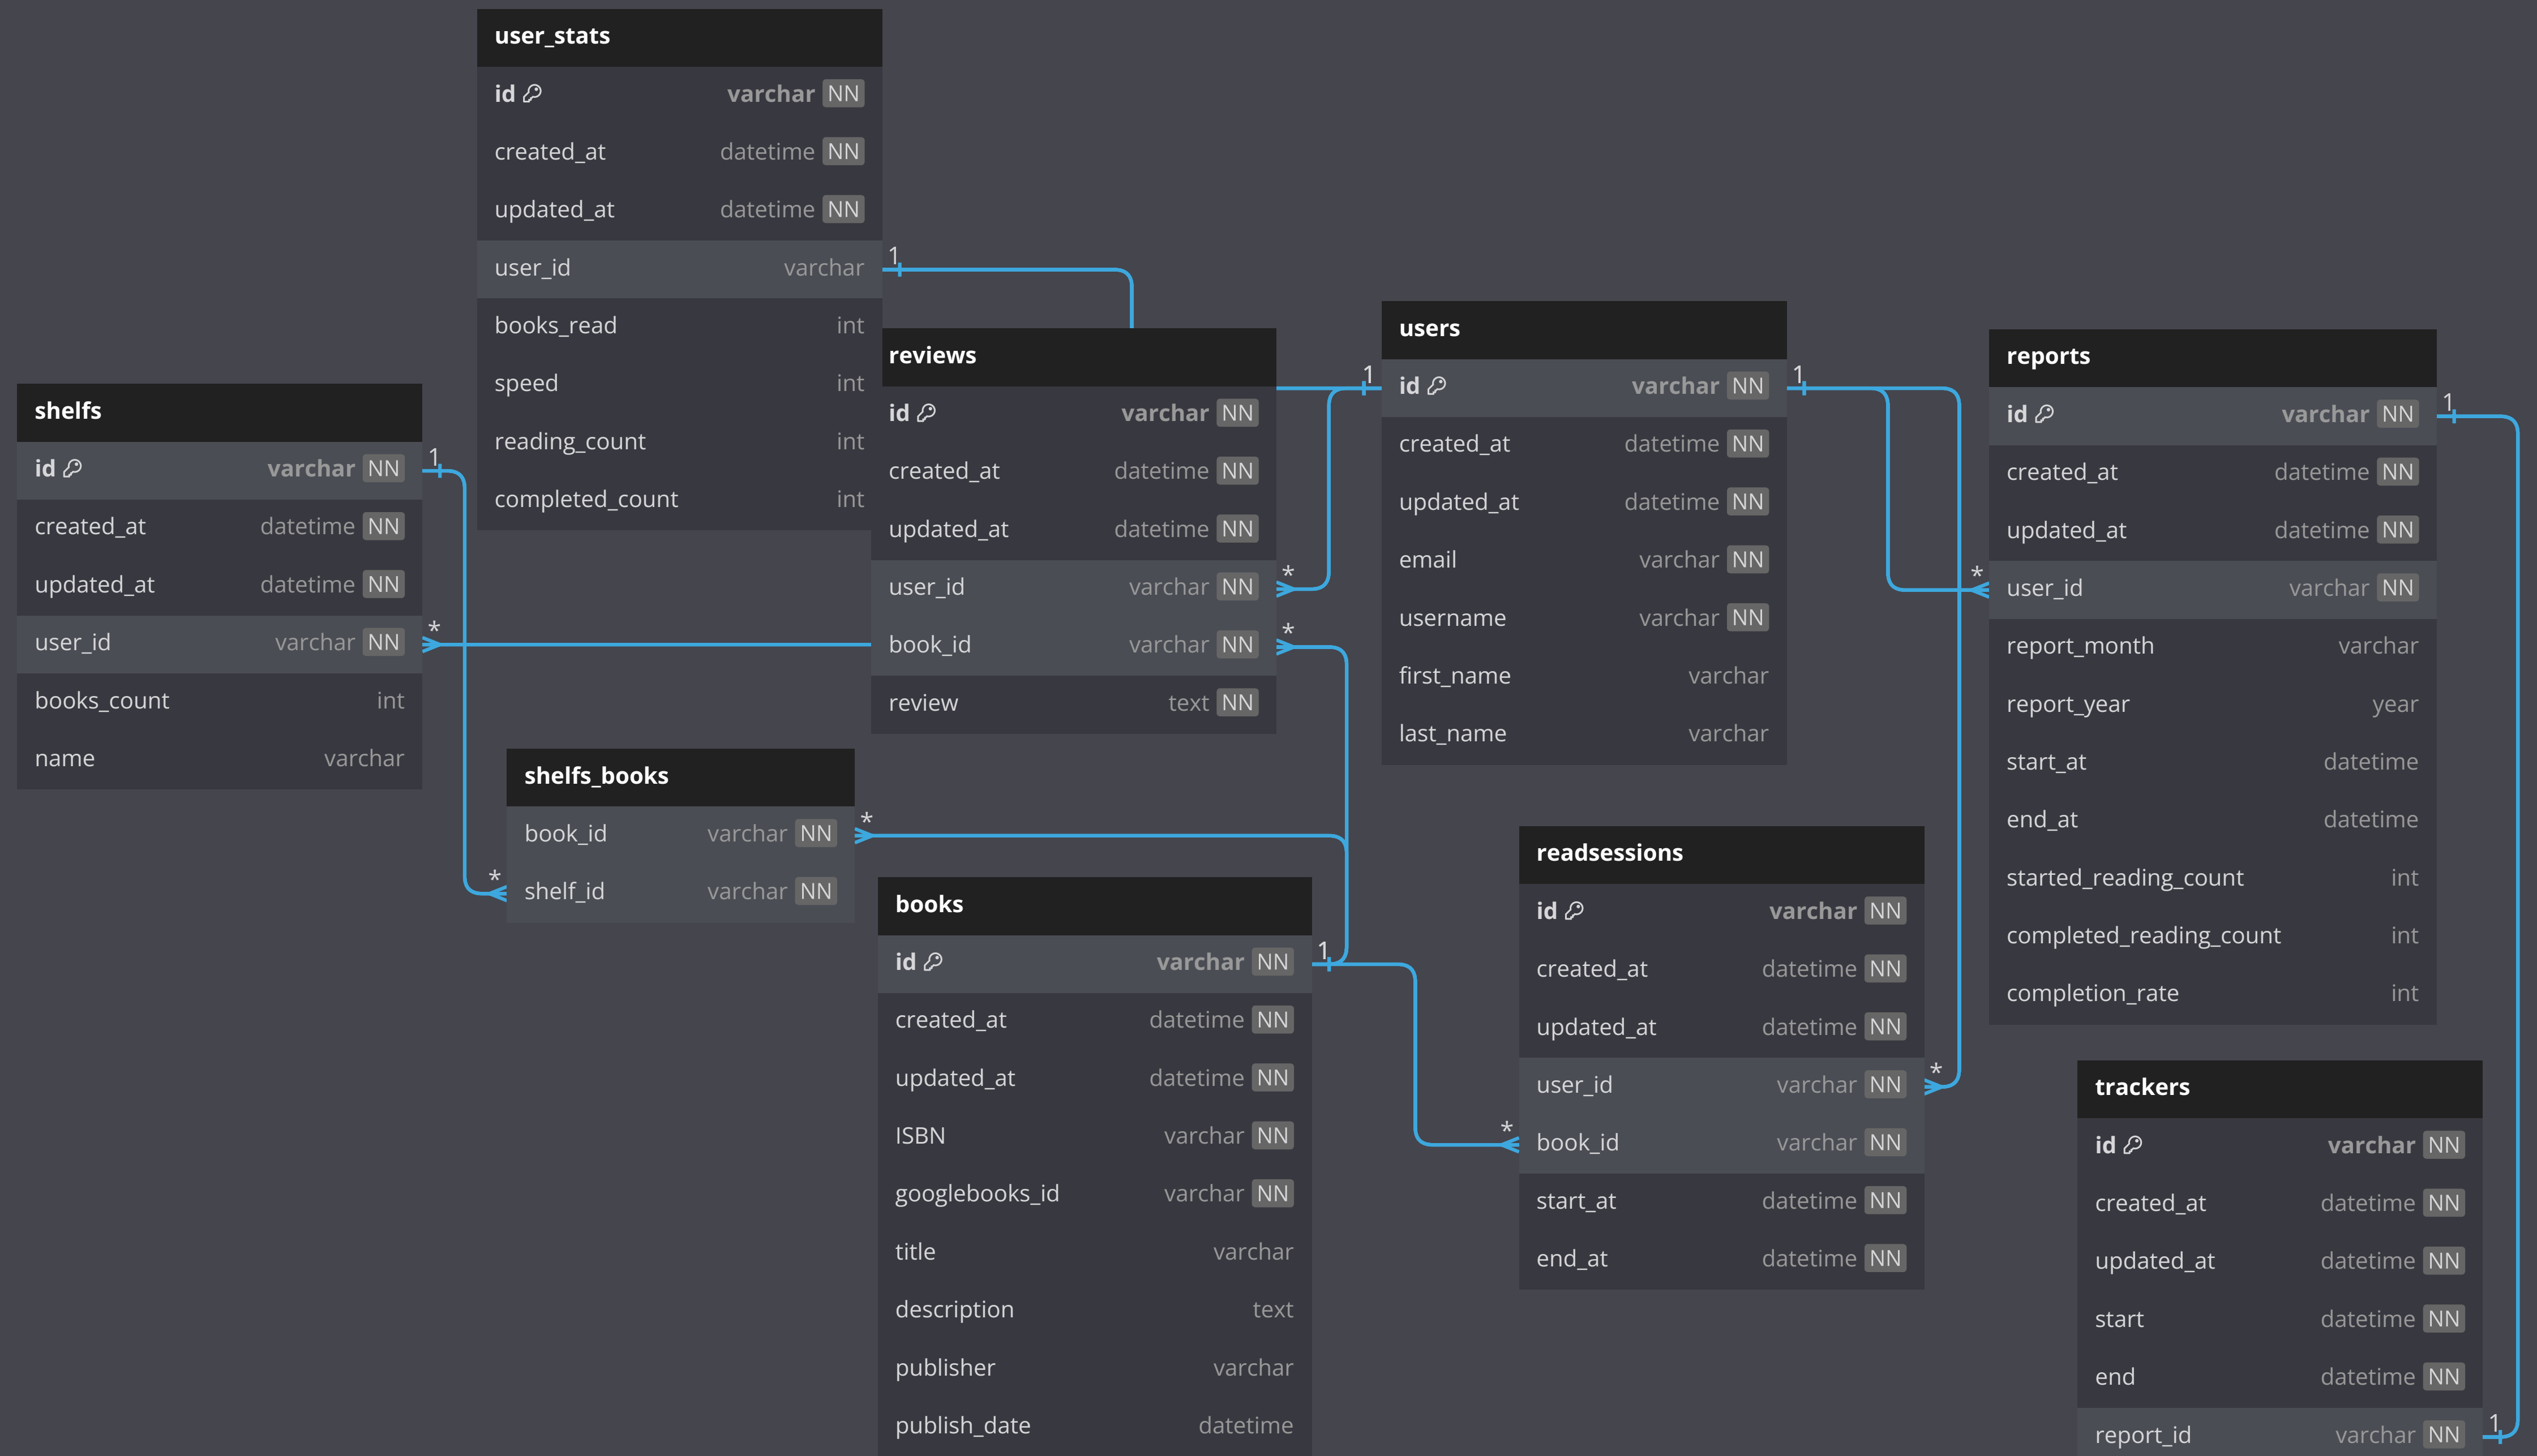 user_stats
id varchar NN
created_at datetime NN
updated_at datetime NN
user_id varchar
books_read int
speed int
reading_count int
completed_count int
1
reviews
id varchar NN
created_at datetime NN
updated_at datetime NN
user_id varchar NN
book_id varchar NN
review text NN
*
*
users
id varchar NN
created_at datetime NN
updated_at datetime NN
email varchar NN
username varchar NN
first_name varchar
last_name varchar
1
1
reports
id varchar NN
created_at datetime NN
updated_at datetime NN
user_id varchar NN
report_month varchar
report_year year
start_at datetime
end_at datetime
started_reading_count int
completed_reading_count int
completion_rate int
1
*
shelfs
id varchar NN
created_at datetime NN
updated_at datetime NN
user_id varchar NN
books_count int
name varchar
1
*
shelfs_books
book_id varchar NN
shelf_id varchar NN
*
*
books
id varchar NN
created_at datetime NN
updated_at datetime NN
ISBN varchar NN
googlebooks_id varchar NN
title varchar
description text
publisher varchar
publish_date datetime
1
readsessions
id varchar NN
created_at datetime NN
updated_at datetime NN
user_id varchar NN
book_id varchar NN
start_at datetime NN
end_at datetime NN
*
*
trackers
id varchar NN
created_at datetime NN
updated_at datetime NN
start datetime NN
end datetime NN
report_id varchar NN
1